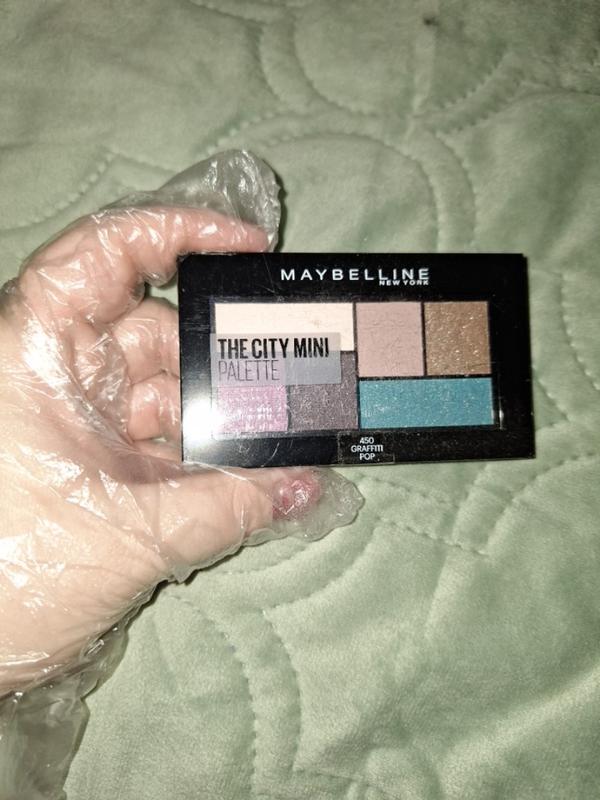 MAYBELLINE
NEW YORK
THE CITY MINI
PALETTE
450
GRAFFITI
POP